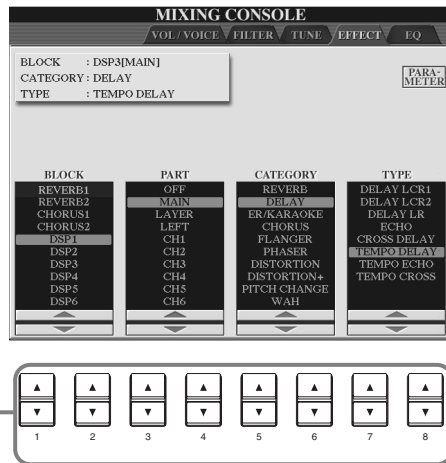 MIXING CONSOLE
VOL / VOICE FILTER TUNE EFFECT EQ
BLOCK : DSP3[MAIN]
CATEGORY : DELAY
TYPE : TEMPO DELAY
PARA-
METER
BLOCK PART CATEGORY TYPE
REVERB1 OFF REVERB DELAY LCR1
REVERB2 MAIN DELAY DELAY LCR2
CHORUS1 LAYER ER/KARAOKE DELAY LR
CHORUS2 LEFT CHORUS ECHO
DSP1 CH1 FLANGER CROSS DELAY
DSP2 CH2 PHASER TEMPO DELAY
DSP3 CH3 DISTORTION TEMPO ECHO
DSP4 CH4 DISTORTION+ TEMPO CROSS
DSP5 CH5 PITCH CHANGE
DSP6 CH6 WAH
1 2 3 4 5 6 7 8